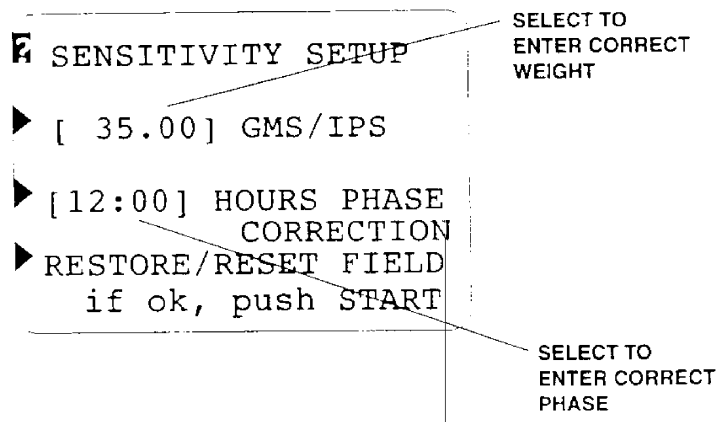 ? SENSITIVITY SETUP
[ 35.00] GMS/IPS
[12:00] HOURS PHASE
CORRECTION
RESTORE/RESET FIELD
if ok, push START
SELECT TO
ENTER CORRECT
WEIGHT
SELECT TO
ENTER CORRECT
PHASE